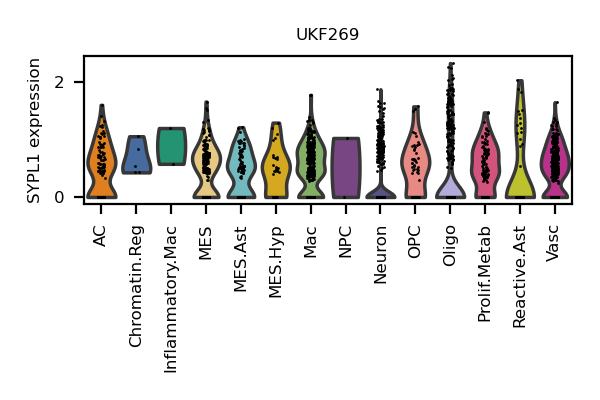 UKF269
SYPL1 expression
2
0
AC
Chromatin.Reg
Inflammatory.Mac
MES
MES.Ast
MES.Hyp
Mac
NPC
Neuron
OPC
Oligo
Prolif.Metab
Reactive.Ast
Vasc